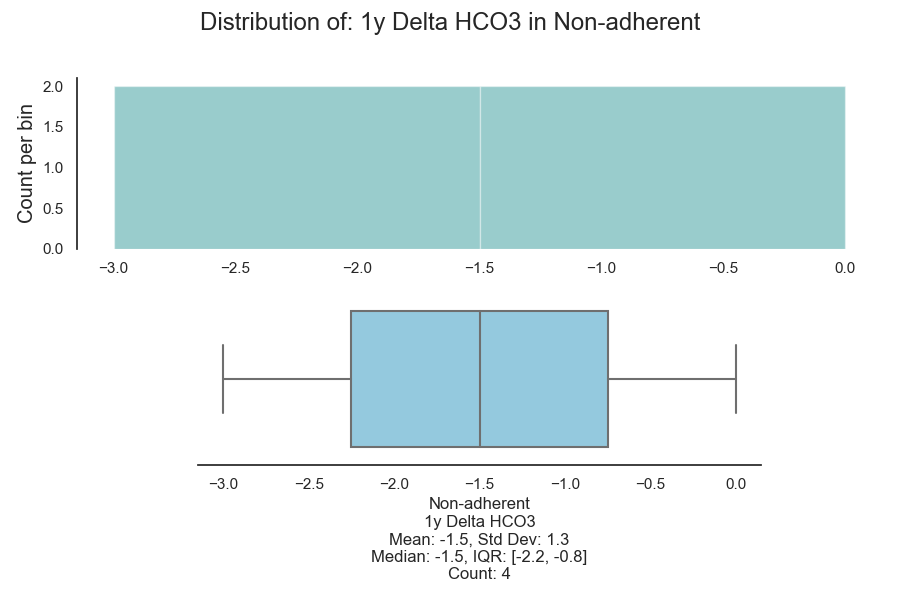 Distribution of: 1y Delta HCO3 in Non-adherent
Count per bin
2.0
1.5
1.0
0.5
0.0
−3.0 −2.5 −2.0 −1.5 −1.0 −0.5 0.0
−3.0 −2.5 −2.0 −1.5 −1.0 −0.5 0.0
Non-adherent
1y Delta HCO3
Mean: -1.5, Std Dev: 1.3
Median: -1.5, IQR: [-2.2, -0.8]
Count: 4